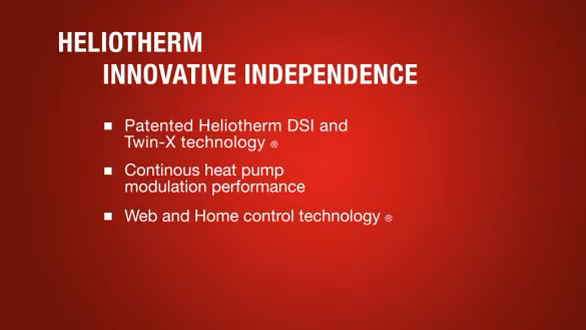 HELIOTHERM
INNOVATIVE INDEPENDENCE
Patented Heliotherm DSI and
Twin-X technology ®
Continous heat pump
modulation performance
Web and Home control technology ®